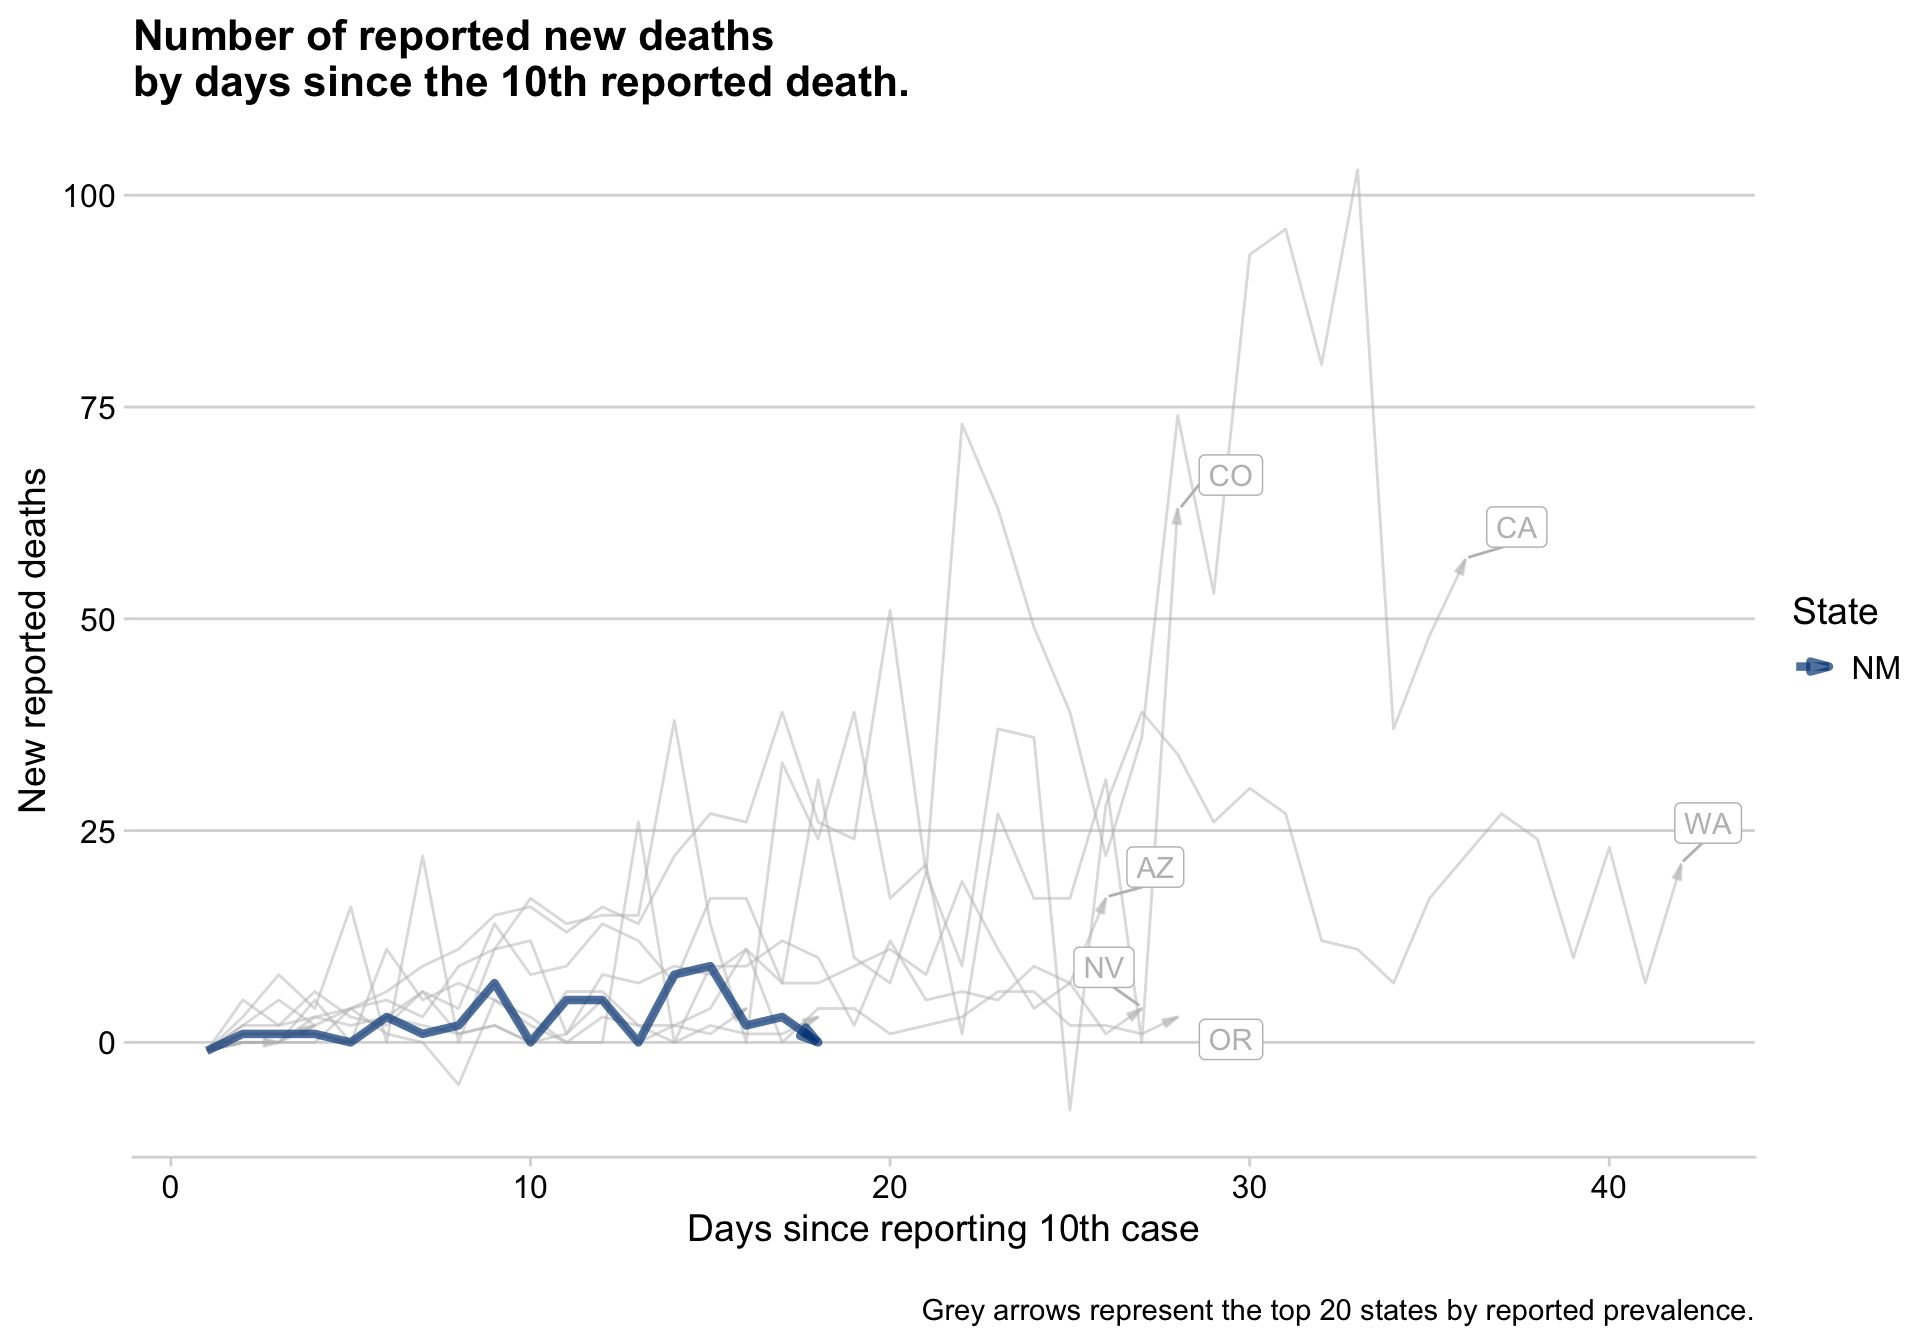 Number of reported new deaths
by days since the 10th reported death.
New reported deaths
100
75
50
25
0
CO
CA
WA
AZ
NV
OR
State
NM
0
10
20
30
40
Days since reporting 10th case
Grey arrows represent the top 20 states by reported prevalence.